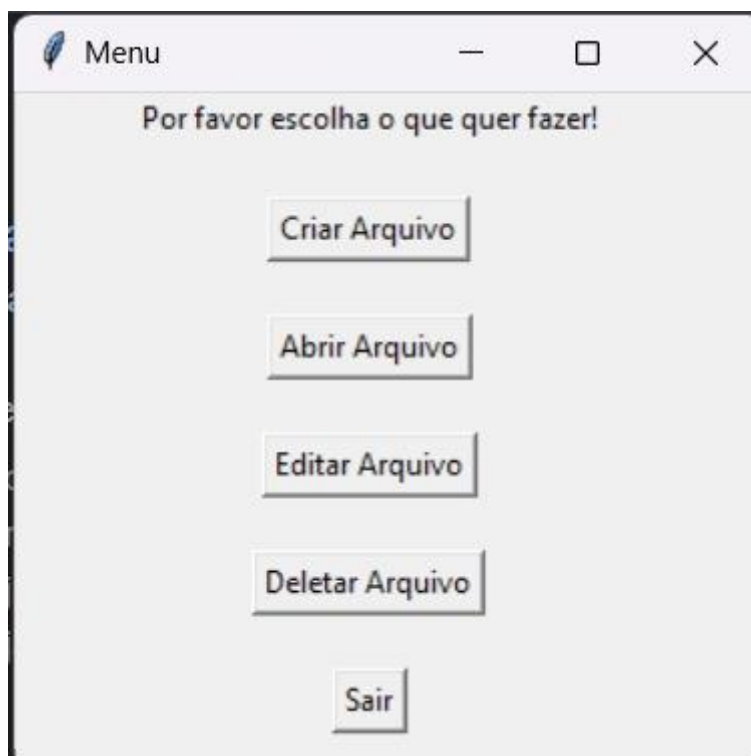 Menu
Por favor escolha o que quer fazer!
Criar Arquivo
Abrir Arquivo
Editar Arquivo
Deletar Arquivo
Sair